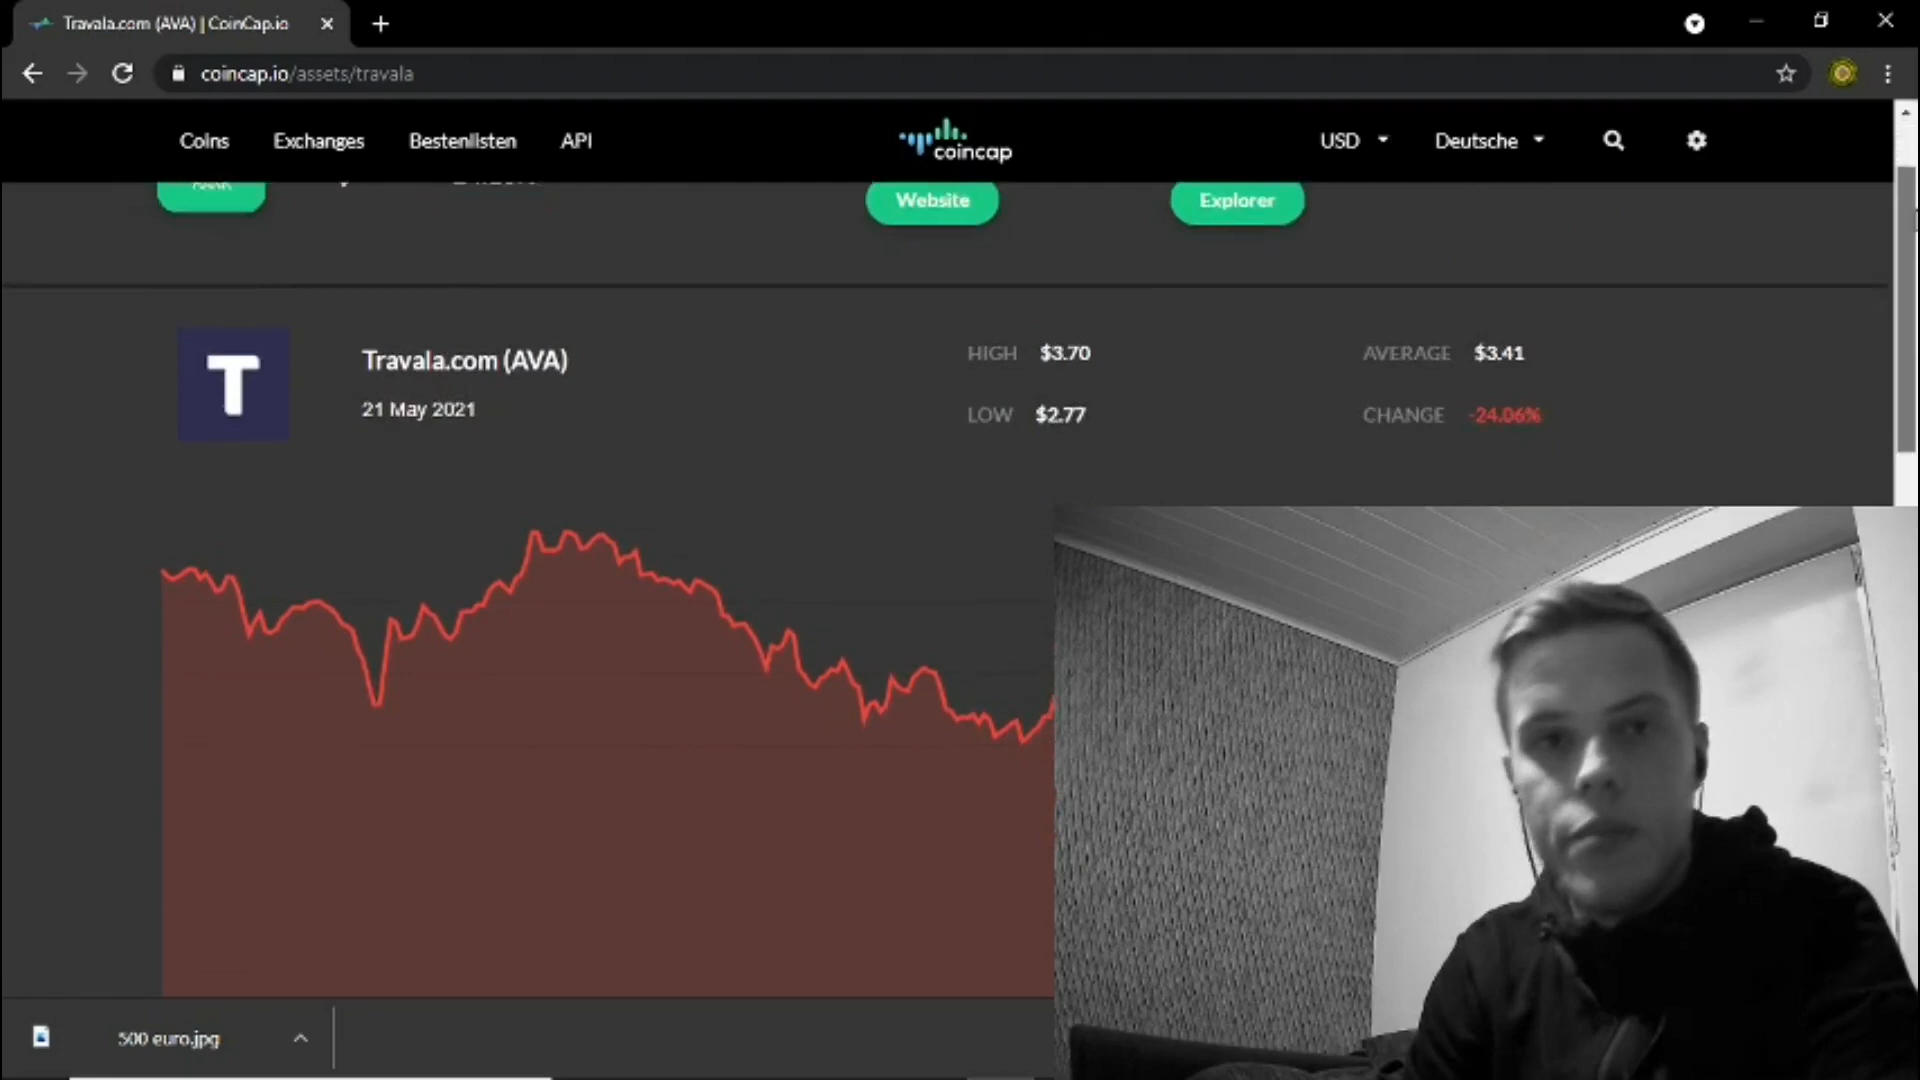 Travala.com (AVA) | CoinCap.io
coincap.io/assets/travala
Coins Exchanges Bestenlisten API coincap USD Deutsche
Website Explorer
Travala.com (AVA)
21 May 2021
HIGH $3.70 AVERAGE $3.41
LOW $2.77 CHANGE -24.06%
T
500 euro.jpg